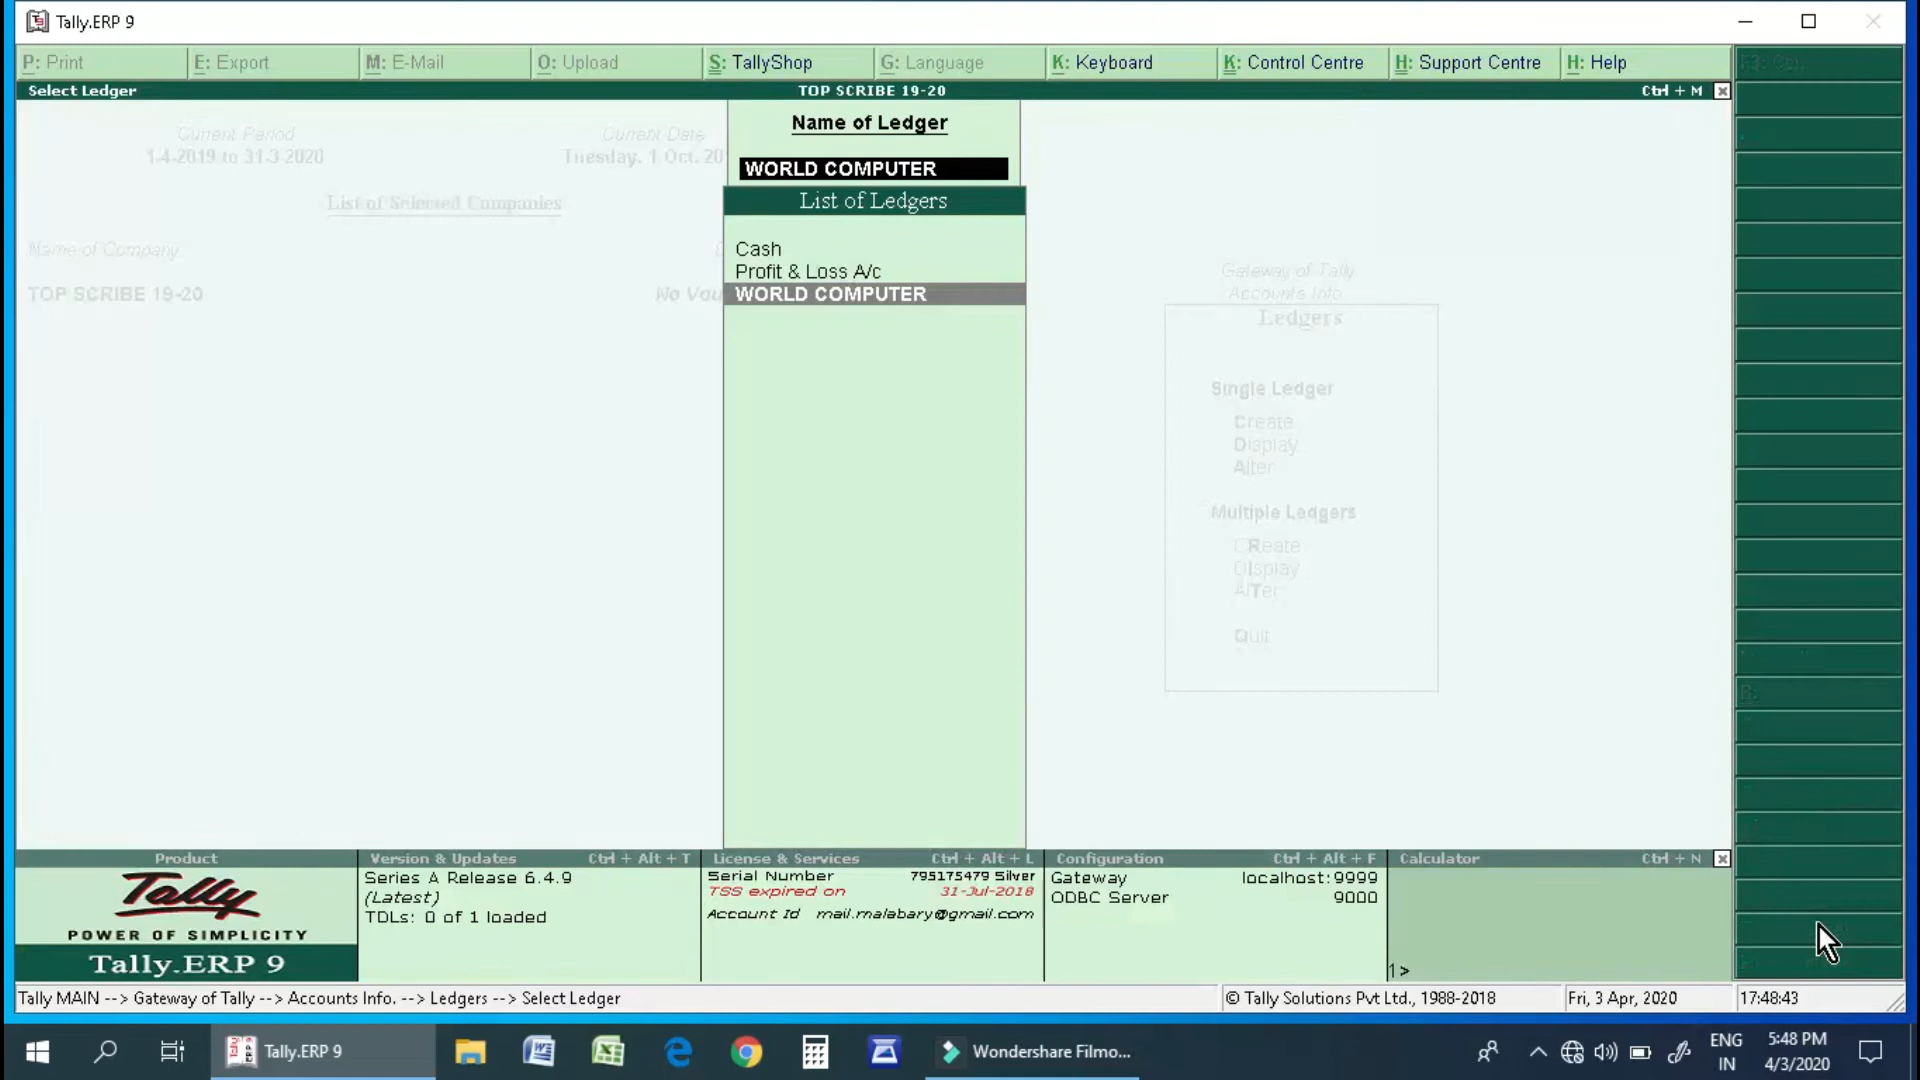 Tally.ERP 9
P: Print E: Export M: E-Mail O: Upload S: TallyShop G: Language K: Keyboard K: Control Centre H: Support Centre H: Help
Select Ledger TOP SCRIBE 19-20 Ctrl + M
Name of Ledger
WORLD COMPUTER
List of Ledgers
Cash
Profit & Loss A/c
WORLD COMPUTER
Current Period Current Date
1-4-2019 to 31-3-2020 Tuesday, 1 Oct, 20
List of Selected Companies
Name of Company
TOP SCRIBE 19-20 No Vou
Gateway of Tally
Accounts Info.
Ledgers
Single Ledger
Create
Display
Alter
Multiple Ledgers
CReate
DIsplay
AlTer
Quit
Product
Tally
POWER OF SIMPLICITY
Tally.ERP 9
Version & Updates Ctrl + Alt + T
Series A Release 6.4.9
(Latest)
TDLs: 0 of 1 loaded
License & Services Ctrl + Alt + L
Serial Number 795175479 Silver
TSS expired on 31-Jul-2018
Account Id mail.malabary@gmail.com
Configuration Ctrl + Alt + F
Gateway localhost:9999
ODBC Server 9000
Calculator Ctrl + N
1>
Tally MAIN --> Gateway of Tally --> Accounts Info. --> Ledgers --> Select Ledger © Tally Solutions Pvt Ltd., 1988-2018 Fri, 3 Apr, 2020 17:48:43
Tally.ERP 9 Wondershare Filmo... ENG IN 5:48 PM 4/3/2020